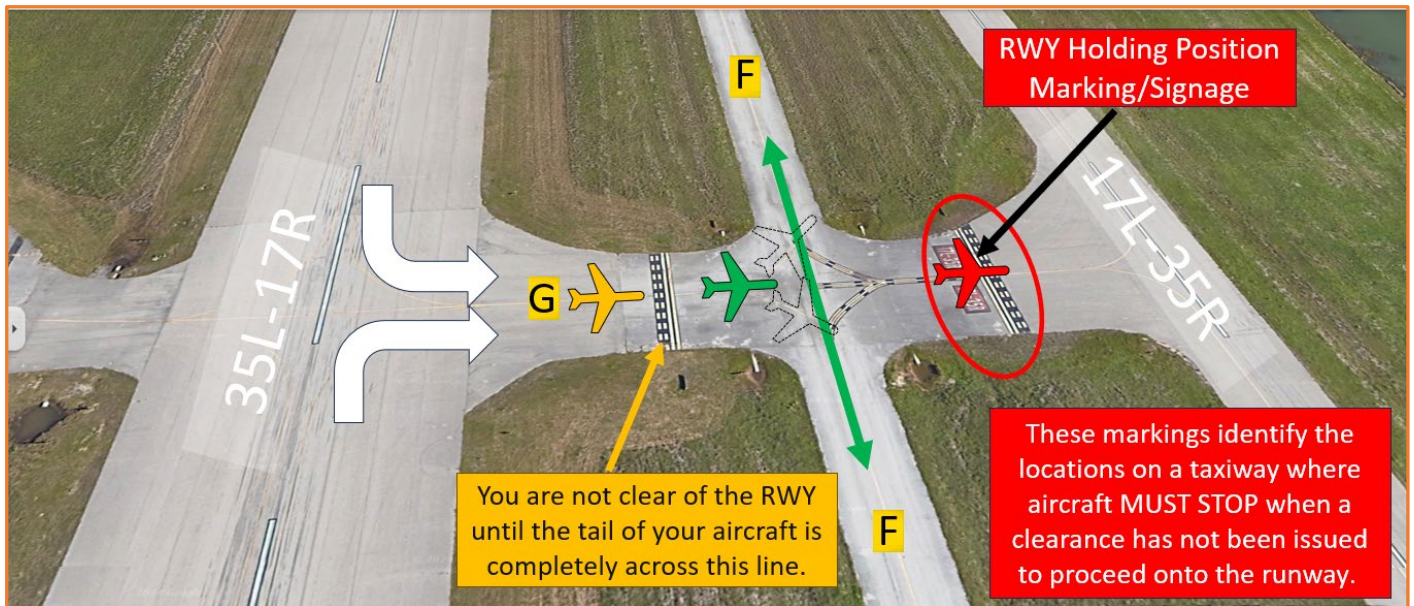 F
RWY Holding Position
Marking/Signage
35L-17R
17L-35R
G
You are not clear of the RWY
until the tail of your aircraft is
completely across this line.
F
These markings identify the
locations on a taxiway where
aircraft MUST STOP when a
clearance has not been issued
to proceed onto the runway.